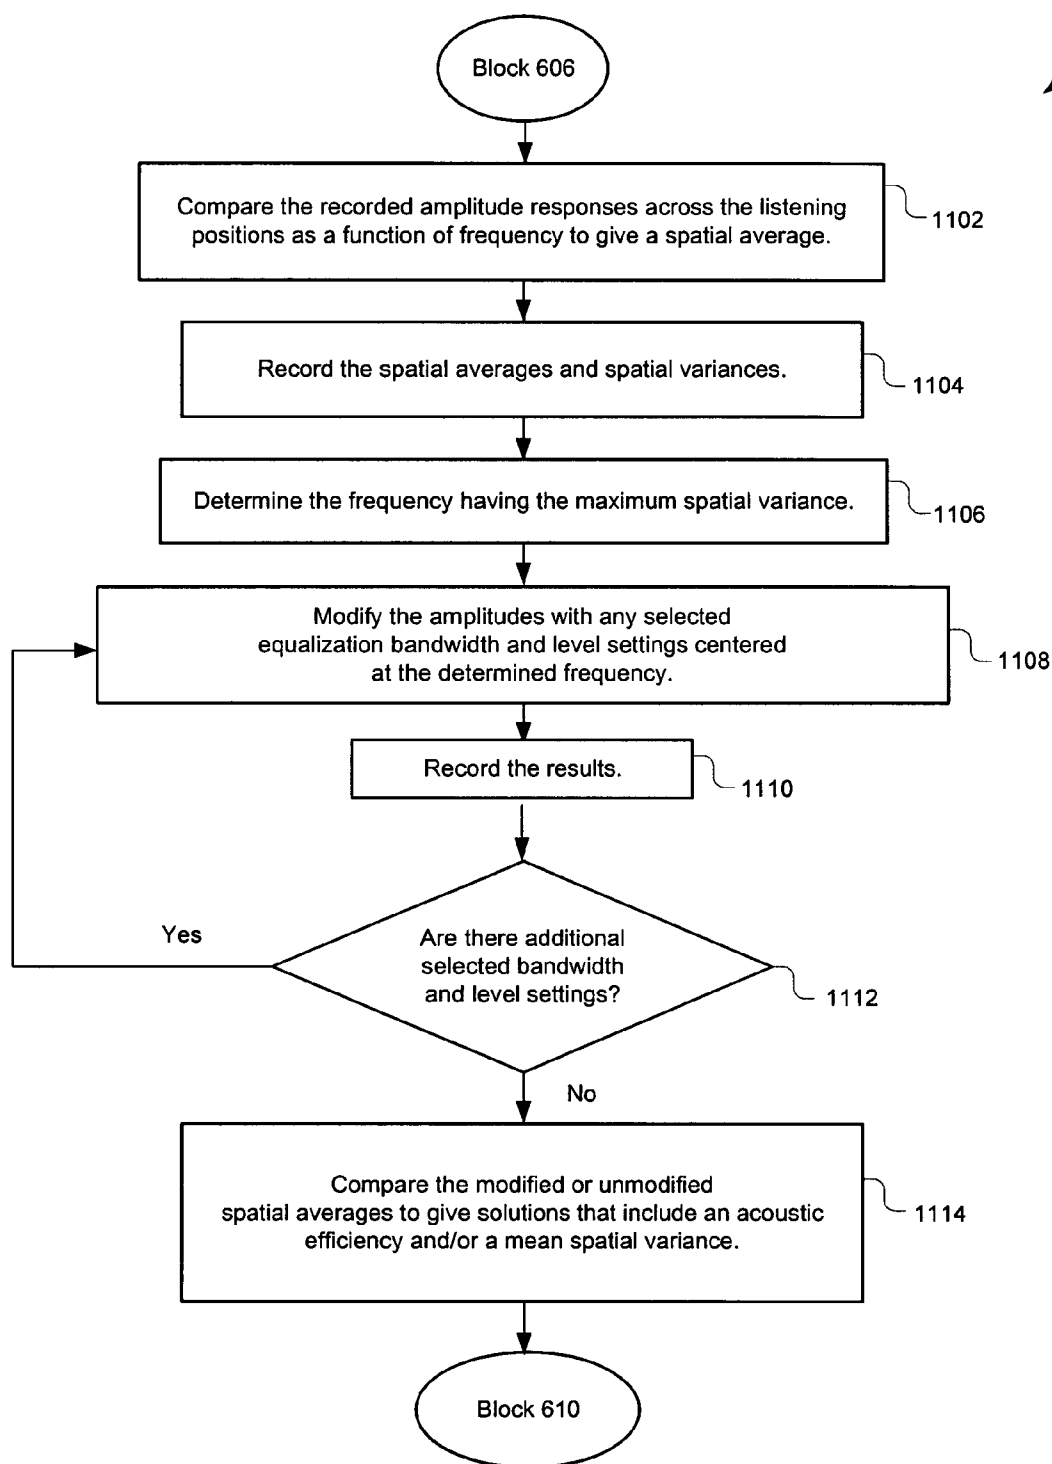 Block 606
Compare the recorded amplitude responses across the listening
positions as a function of frequency to give a spatial average.
1102
Record the spatial averages and spatial variances.
1104
Determine the frequency having the maximum spatial variance.
1106
Modify the amplitudes with any selected
equalization bandwidth and level settings centered
at the determined frequency.
1108
Record the results.
1110
Yes
Are there additional
selected bandwidth
and level settings?
1112
No
Compare the modified or unmodified
spatial averages to give solutions that include an acoustic
efficiency and/or a mean spatial variance.
1114
Block 610